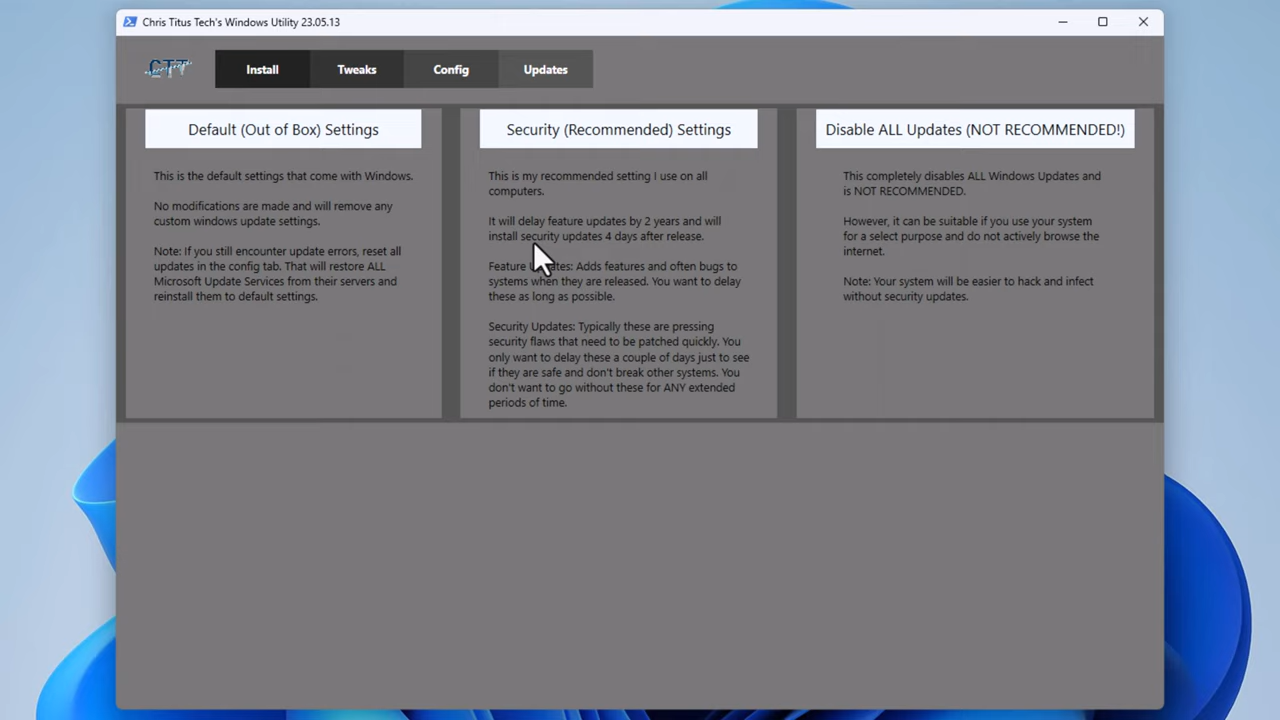 Chris Titus Tech's Windows Utility 23.05.13
CTT
Install
Tweaks
Config
Updates
Default (Out of Box) Settings
This is the default settings that come with Windows.
No modifications are made and will remove any
custom windows update settings.
Note: If you still encounter update errors, reset all
updates in the config tab. That will restore ALL
Microsoft Update Services from their servers and
reinstall them to default settings.
Security (Recommended) Settings
This is my recommended setting I use on all
computers.
It will delay feature updates by 2 years and will
install security updates 4 days after release.
Feature Updates: Adds features and often bugs to
systems when they are released. You want to delay
these as long as possible.
Security Updates: Typically these are pressing
security flaws that need to be patched quickly. You
only want to delay these a couple of days just to see
if they are safe and don't break other systems. You
don't want to go without these for ANY extended
periods of time.
Disable ALL Updates (NOT RECOMMENDED!)
This completely disables ALL Windows Updates and
is NOT RECOMMENDED.
However, it can be suitable if you use your system
for a select purpose and do not actively browse the
internet.
Note: Your system will be easier to hack and infect
without security updates.